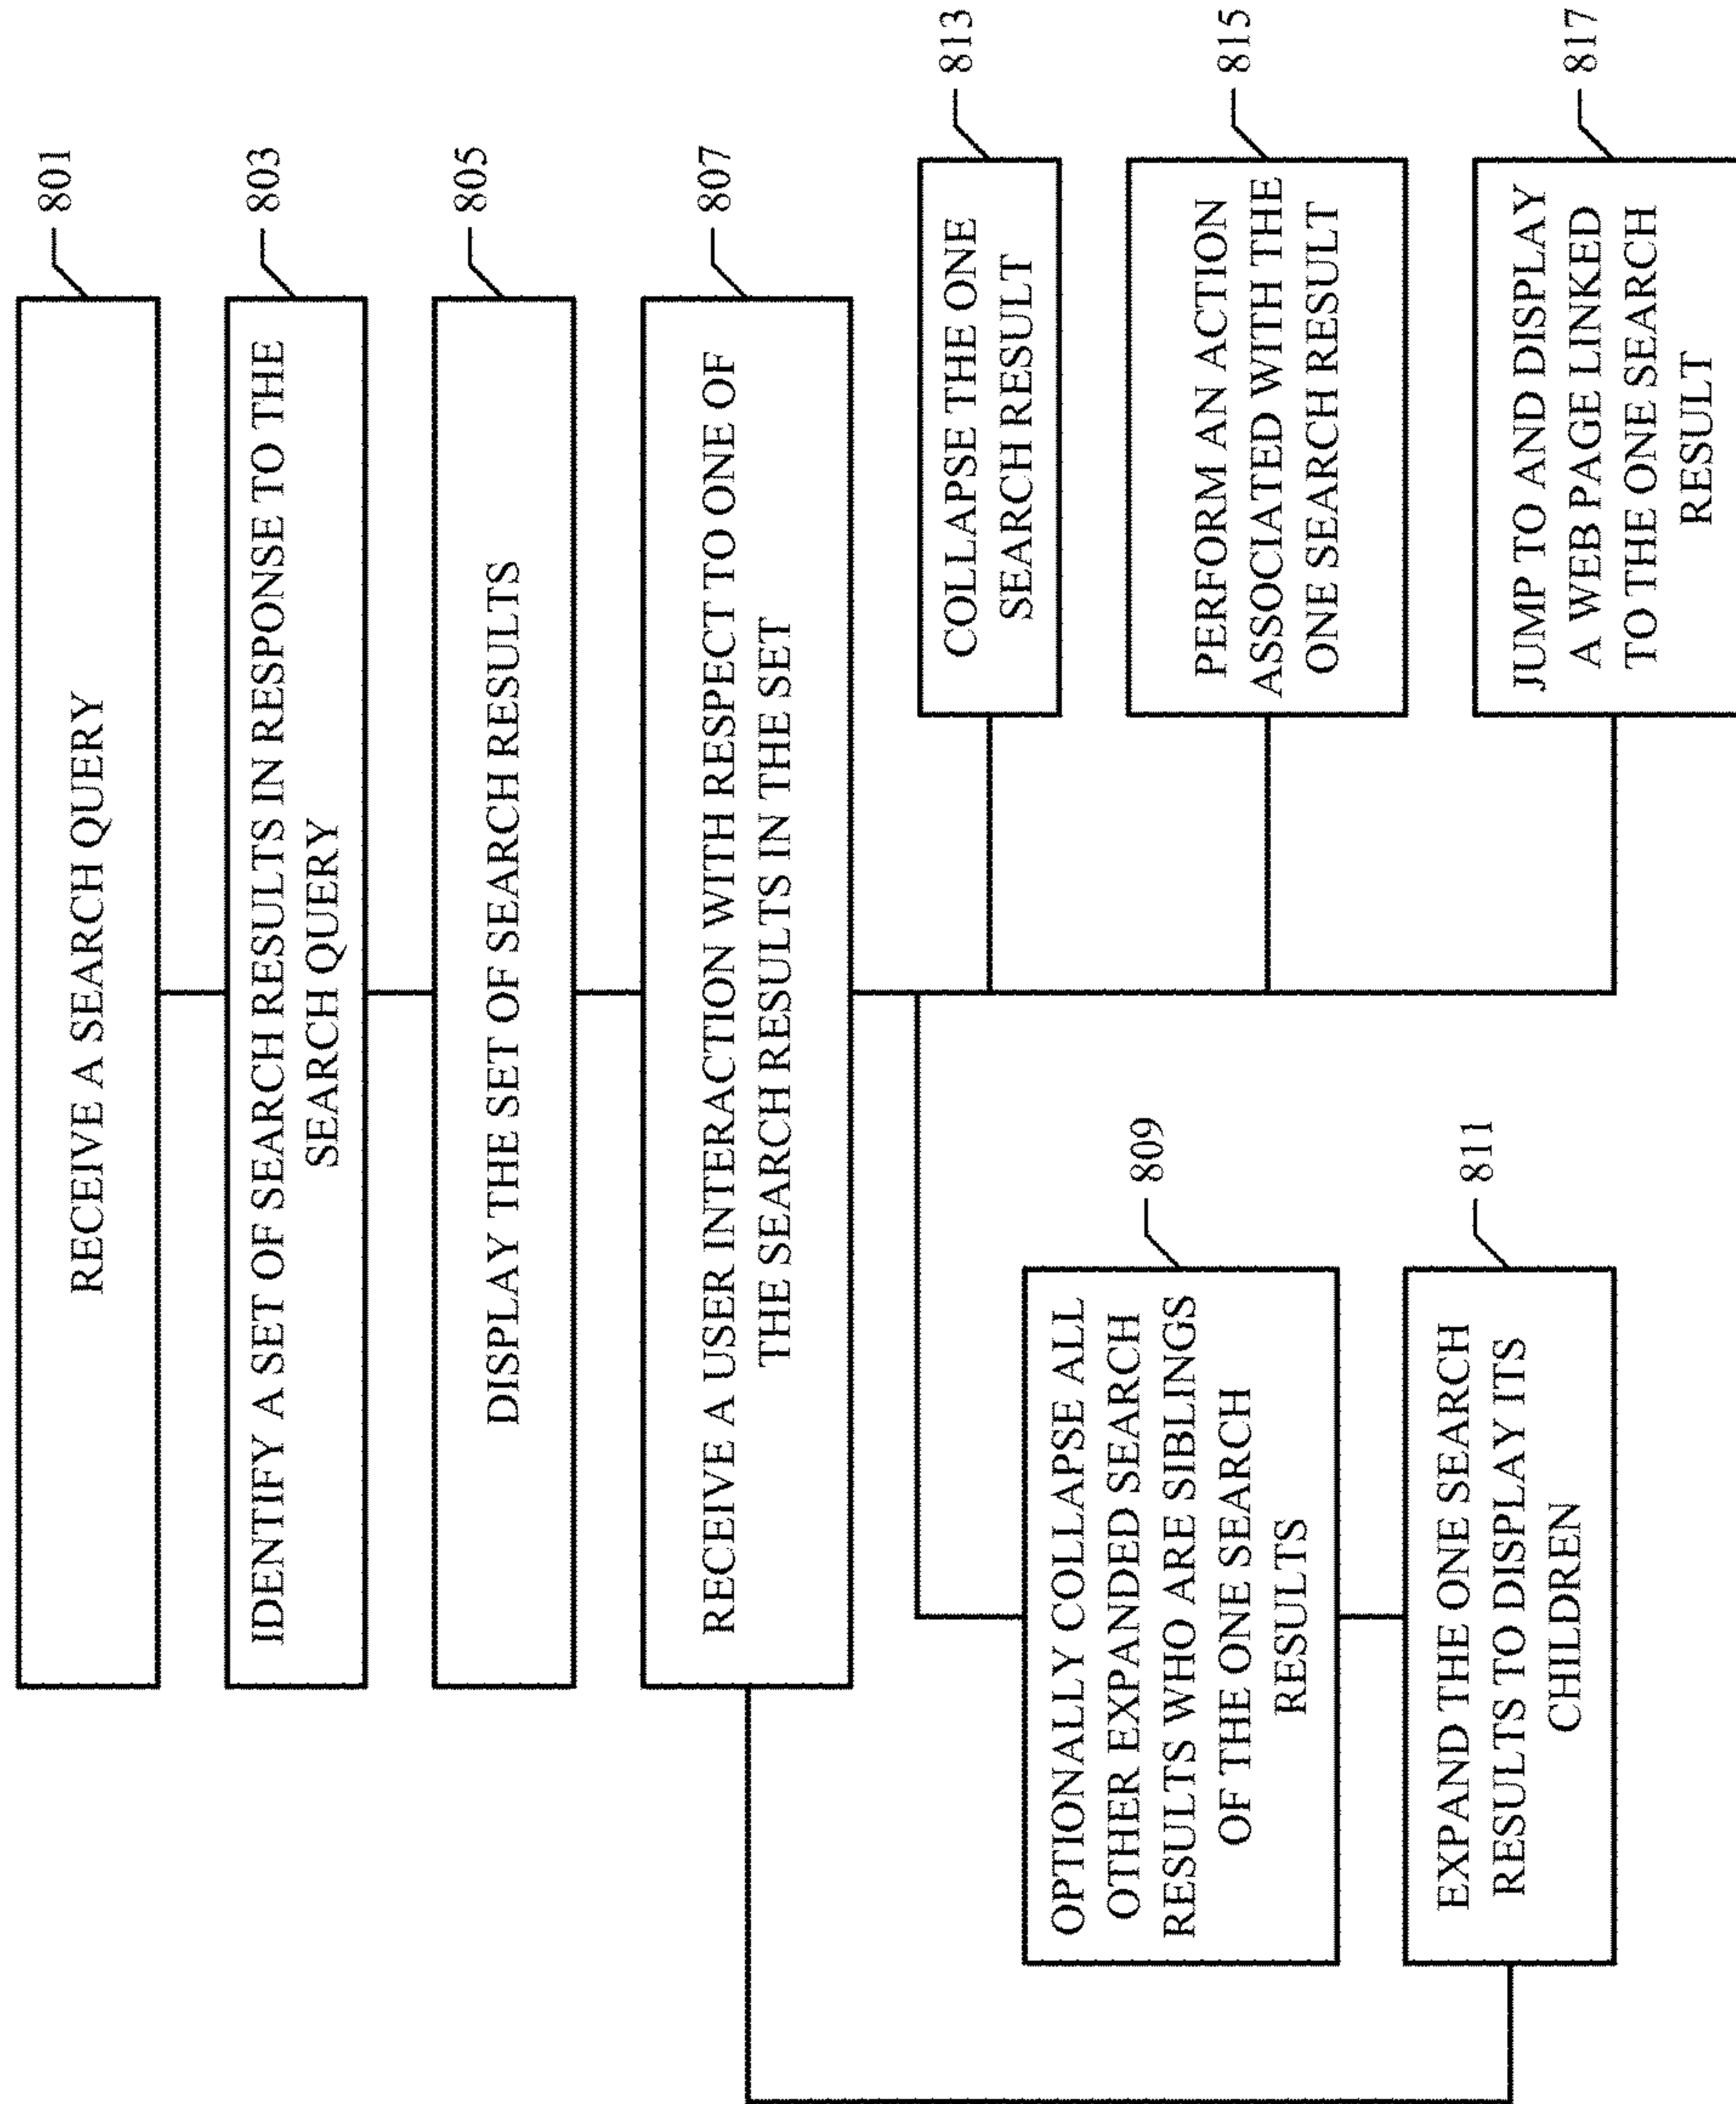 RECEIVE A SEARCH QUERY
801
IDENTIFY A SET OF SEARCH RESULTS IN RESPONSE TO THE
SEARCH QUERY
803
DISPLAY THE SET OF SEARCH RESULTS
805
RECEIVE A USER INTERACTION WITH RESPECT TO ONE OF
THE SEARCH RESULTS IN THE SET
807
OPTIONALLY COLLAPSE ALL
OTHER EXPANDED SEARCH
RESULTS WHO ARE SIBLINGS
OF THE ONE SEARCH
RESULTS
809
EXPAND THE ONE SEARCH
RESULTS TO DISPLAY ITS
CHILDREN
811
COLLAPSE THE ONE
SEARCH RESULT
813
PERFORM AN ACTION
ASSOCIATED WITH THE
ONE SEARCH RESULT
815
JUMP TO AND DISPLAY
A WEB PAGE LINKED
TO THE ONE SEARCH
RESULT
817